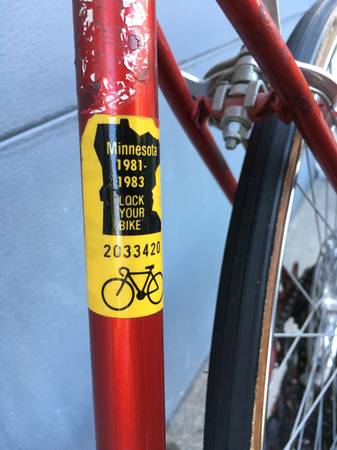 Minnesota
1981-
1983
LOCK
YOUR
BIKE
2033420